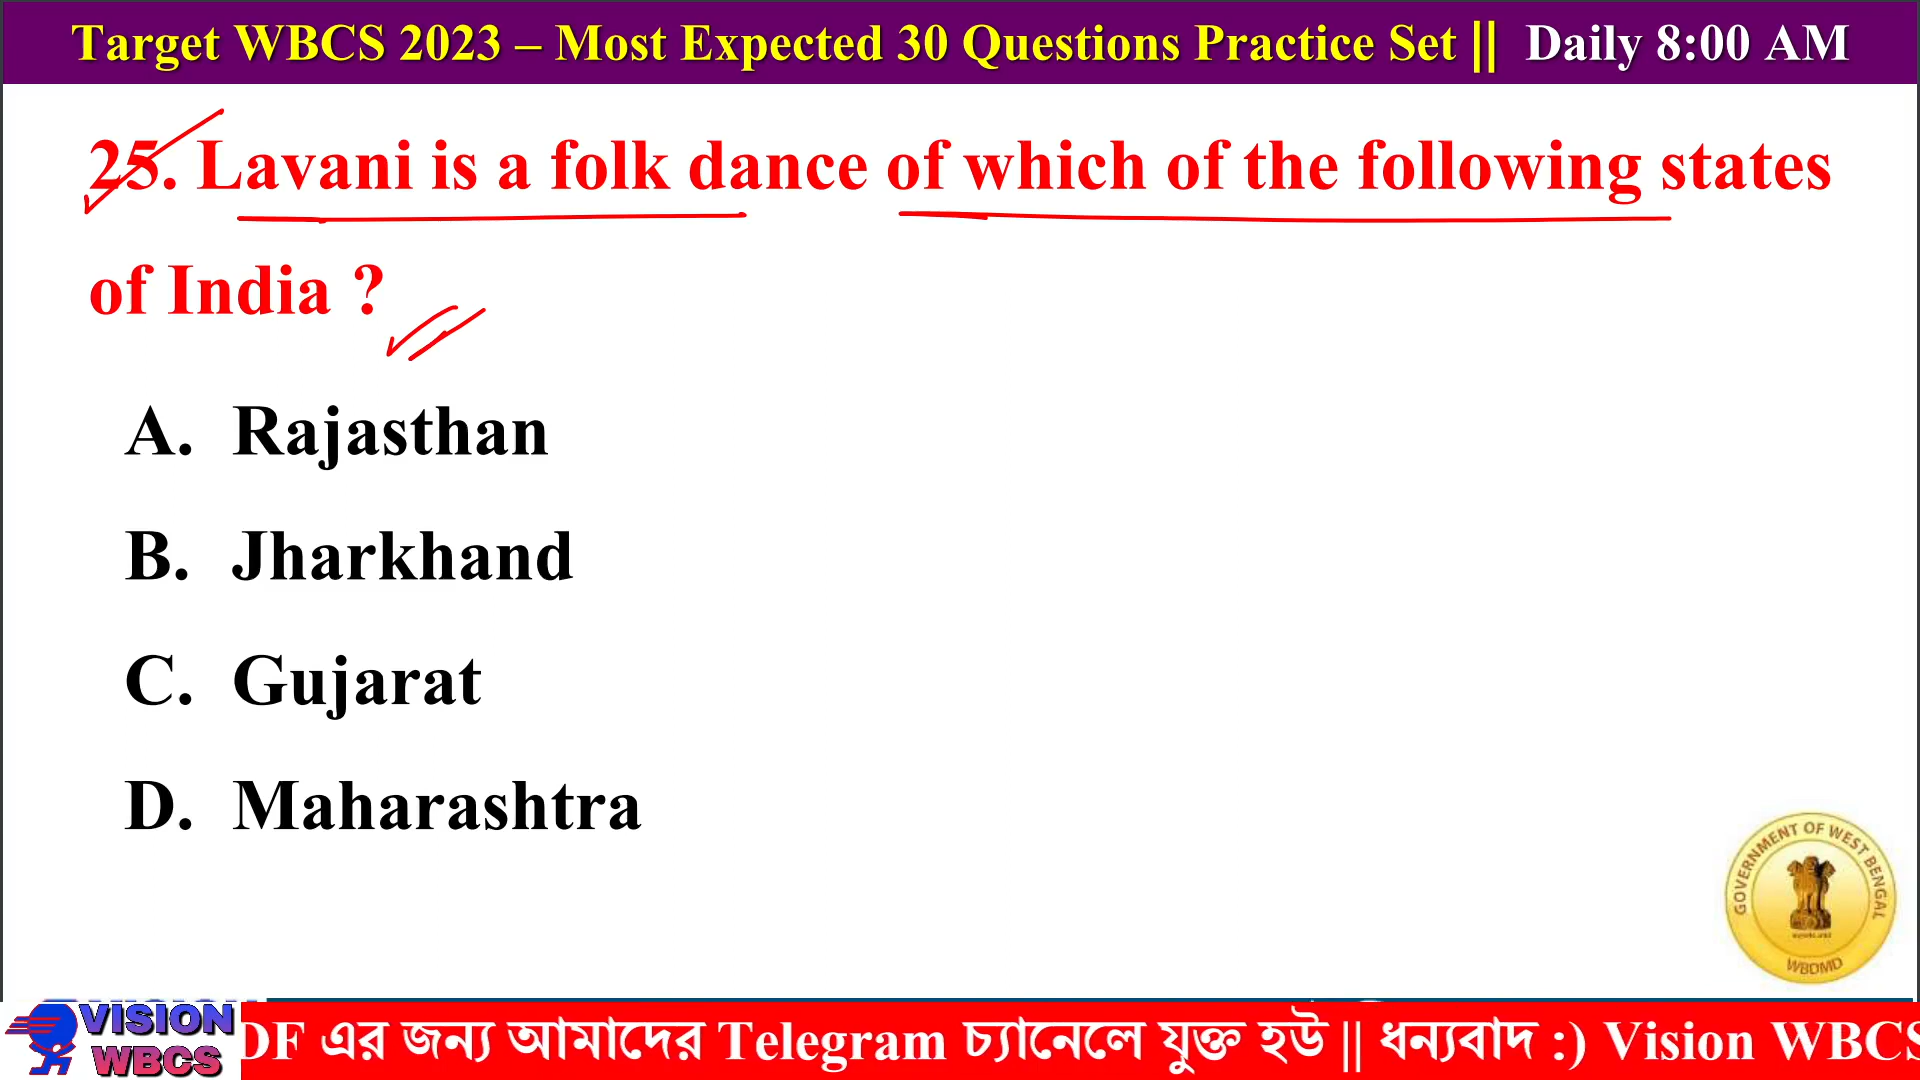 Target WBCS 2023 – Most Expected 30 Questions Practice Set || Daily 8:00 AM
25. Lavani is a folk dance of which of the following states
of India ?
A. Rajasthan
B. Jharkhand
C. Gujarat
D. Maharashtra
GOVERNMENT OF WEST BENGAL
WBDMD
VISION
WBCS
DF এর জন্য আমাদের Telegram চ্যানেলে যুক্ত হউ || ধন্যবাদ :) Vision WBCS